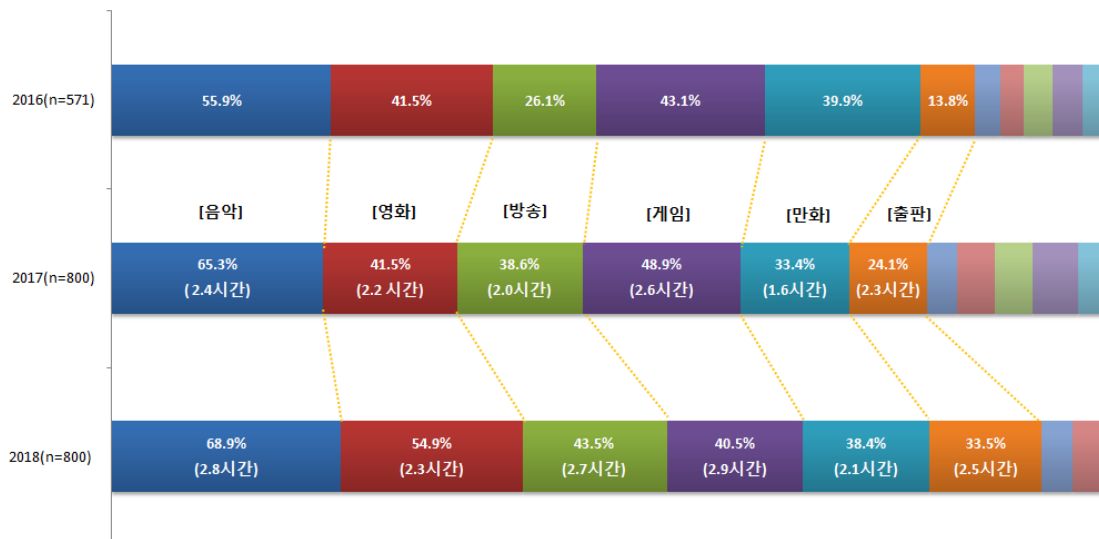 2016(n=571)
55.9%
41.5%
26.1%
43.1%
39.9%
13.8%
[음악]
[영화]
[방송]
[게임]
[만화]
[출판]
2017(n=800)
65.3%
(2.4시간)
41.5%
(2.2 시간)
38.6%
(2.0시간)
48.9%
(2.6시간)
33.4%
(1.6시간)
24.1%
(2.3시간)
2018(n=800)
68.9%
(2.8시간)
54.9%
(2.3시간)
43.5%
(2.7시간)
40.5%
(2.9시간)
38.4%
(2.1시간)
33.5%
(2.5시간)